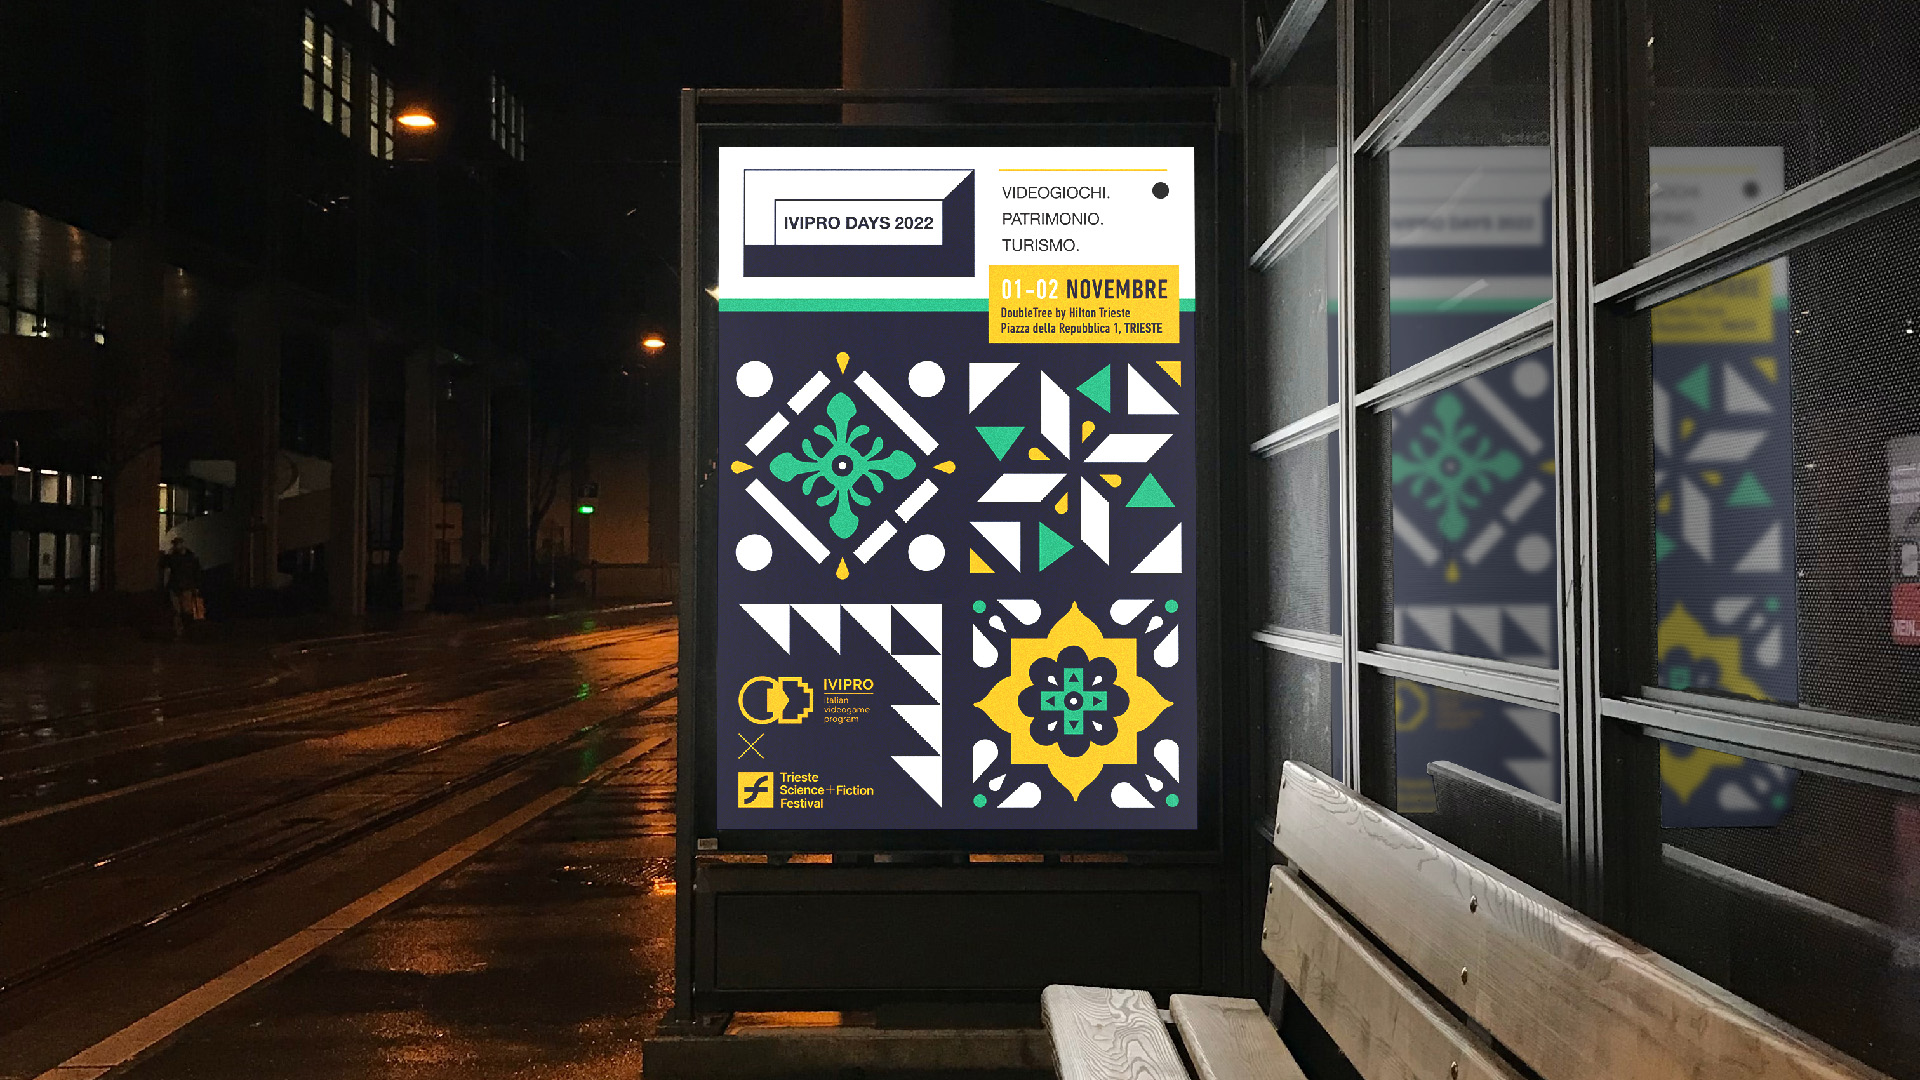 IVIPRO DAYS 2022
VIDEOGIOCHI.
PATRIMONIO.
TURISMO.
01-02 NOVEMBRE
DoubleTree by Hilton Trieste
Piazza della Repubblica 1, TRIESTE
IVIPRO
italian
videogame
program
Trieste
Science+Fiction
Festival
NEIN